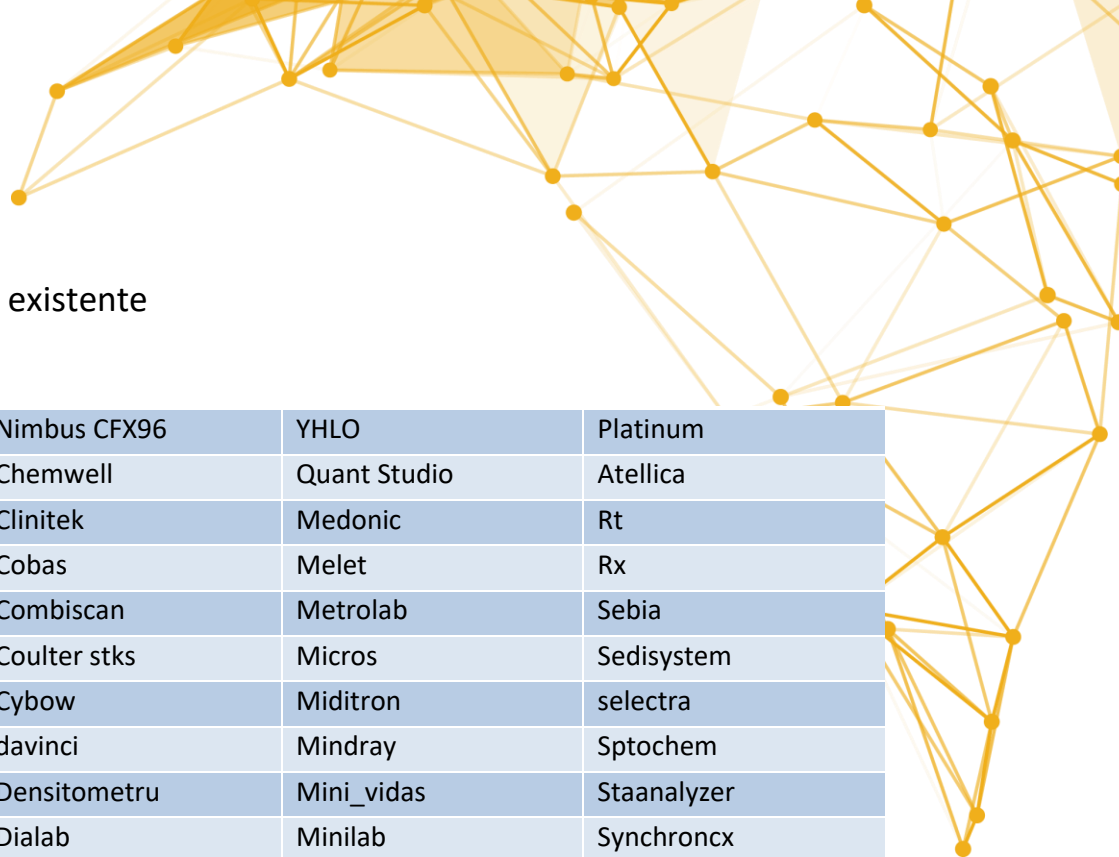 existente
Nimbus CFX96 YHLO Platinum
Chemwell Quant Studio Atellica
Clinitek Medonic Rt
Cobas Melet Rx
Combiscan Metrolab Sebia
Coulter stks Micros Sedisystem
Cybow Miditron selectra
davinci Mindray Sptochem
Densitometru Mini_vidas Staanalyzer
Dialab Minilab Synchroncx